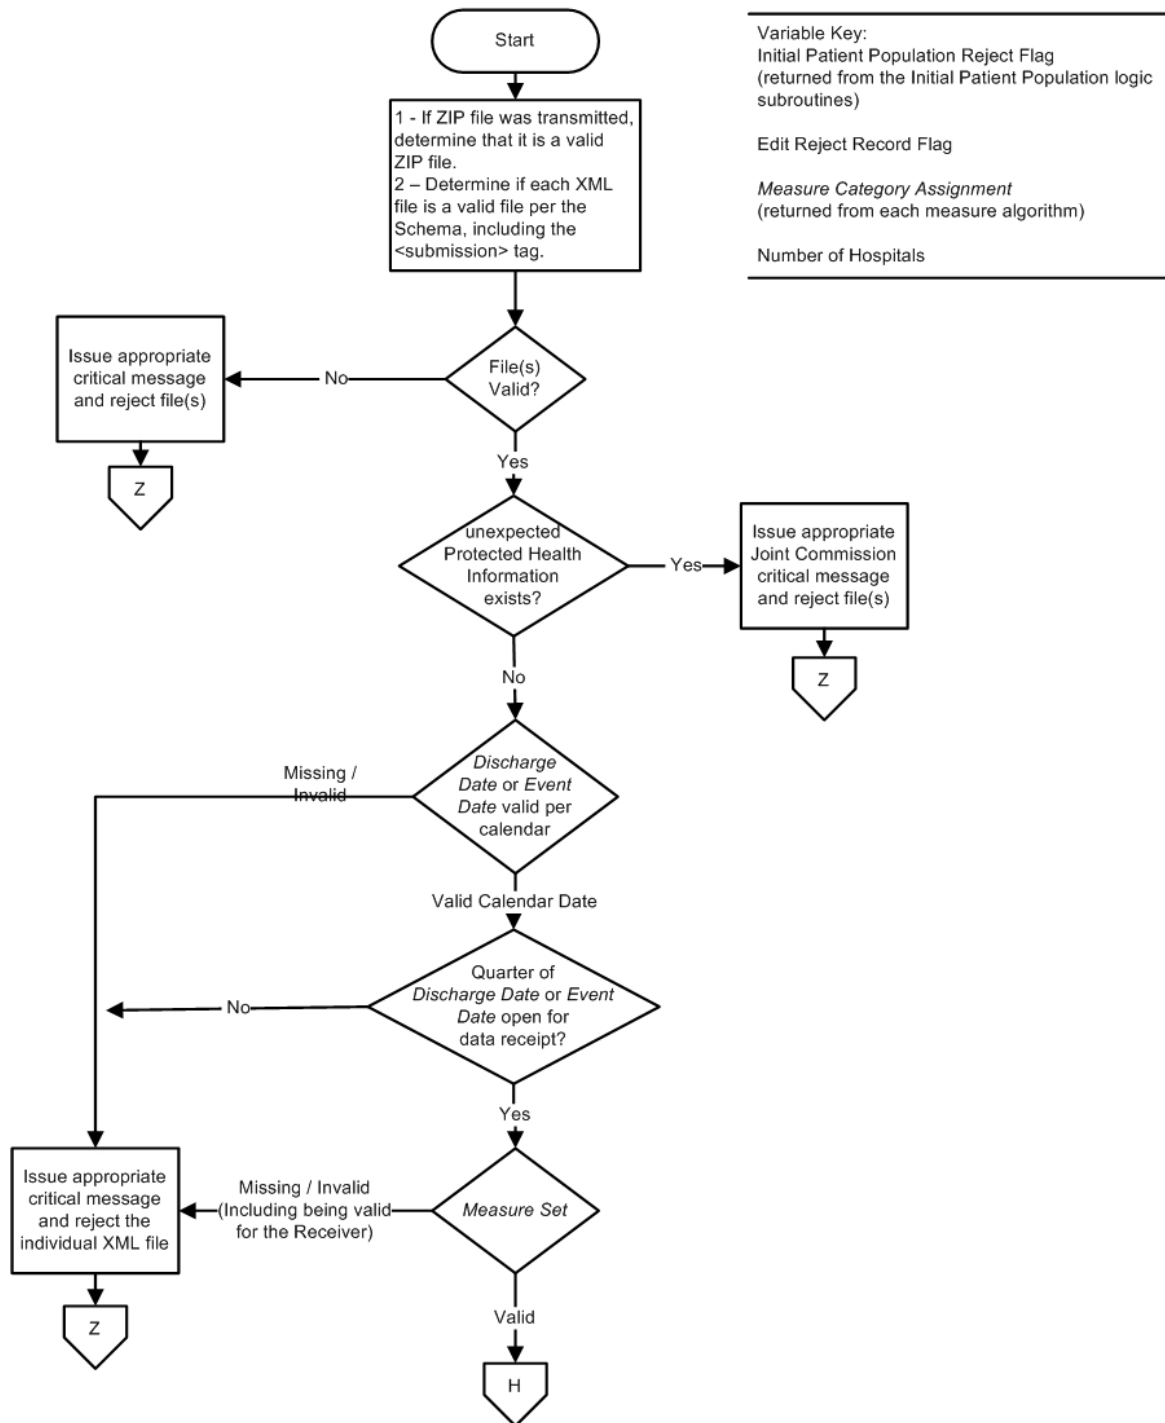 Start
Variable Key:
Initial Patient Population Reject Flag
(returned from the Initial Patient Population logic
subroutines)
Edit Reject Record Flag
Measure Category Assignment
(returned from each measure algorithm)
Number of Hospitals
1 - If ZIP file was transmitted,
determine that it is a valid
ZIP file.
2 – Determine if each XML
file is a valid file per the
Schema, including the
<submission> tag.
File(s)
Valid?
No
Issue appropriate
critical message
and reject file(s)
Z
Yes
unexpected
Protected Health
Information
exists?
Yes
Issue appropriate
Joint Commission
critical message
and reject file(s)
Z
No
Discharge
Date or Event
Date valid per
calendar
Missing /
Invalid
Valid Calendar Date
Quarter of
Discharge Date or Event
Date open for
data receipt?
No
Yes
Measure Set
Missing / Invalid
(Including being valid
for the Receiver)
Issue appropriate
critical message
and reject the
individual XML file
Z
Valid
H